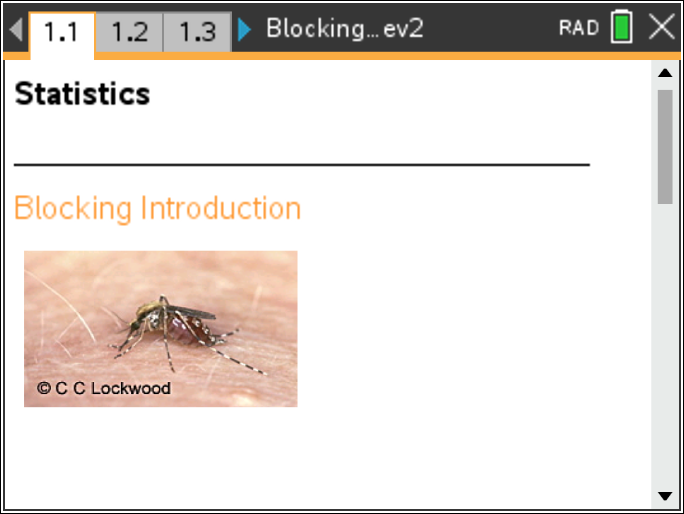 1.1 1.2 1.3 Blocking...ev2 RAD
Statistics
Blocking Introduction
© C C Lockwood